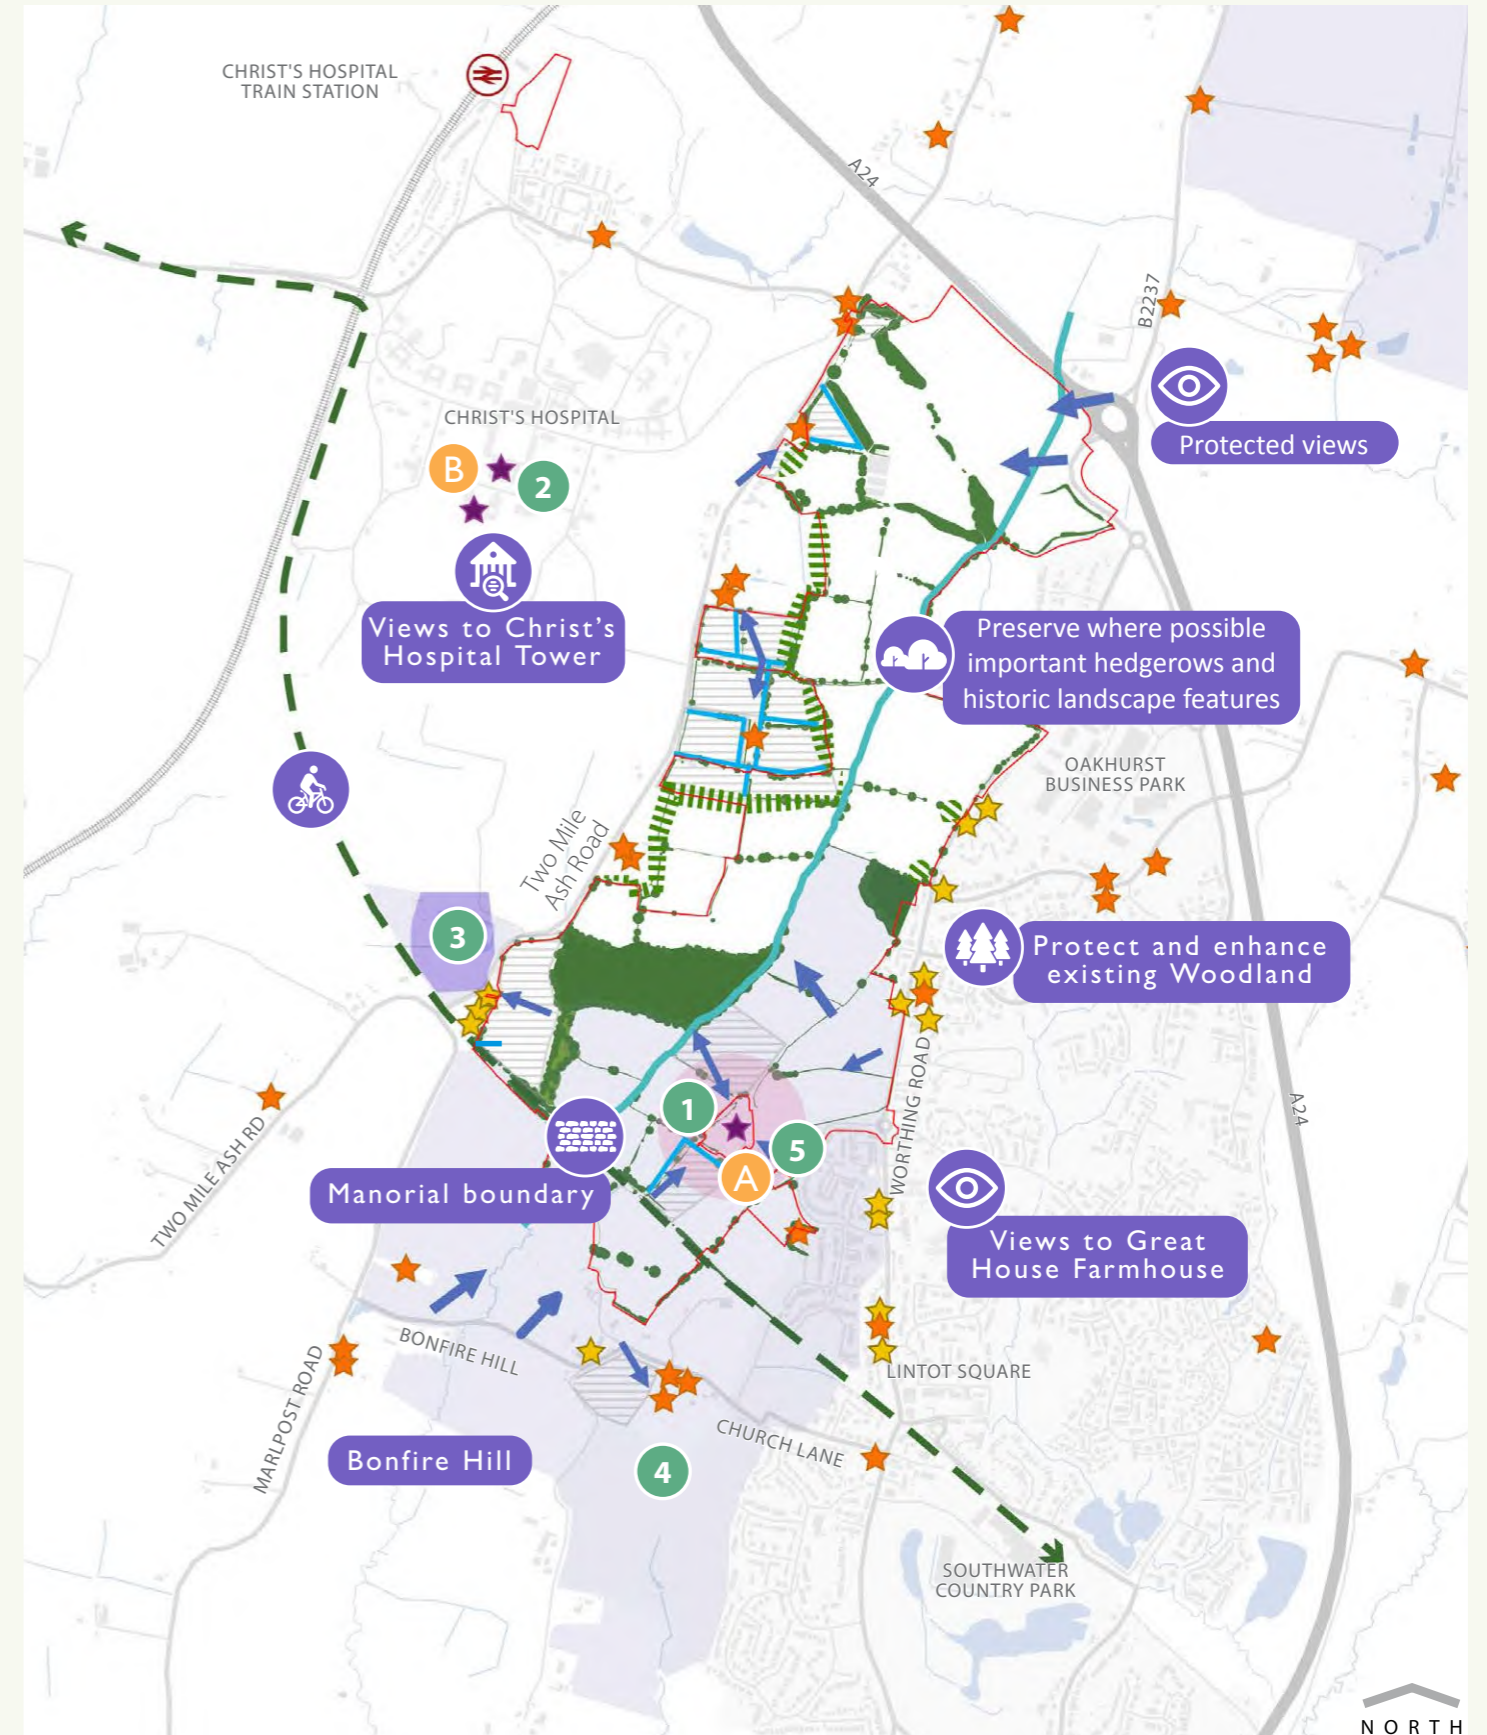 CHRIST'S HOSPITAL
TRAIN STATION
A24
B2237
Protected views
CHRIST'S HOSPITAL
B
2
Views to Christ's
Hospital Tower
Preserve where possible
important hedgerows and
historic landscape features
OAKHURST
BUSINESS PARK
Two Mile
Ash Road
3
Protect and enhance
existing Woodland
WORTHING ROAD
A24
1
5
A
TWO MILE ASH RD
Manorial boundary
Views to Great
House Farmhouse
BONFIRE HILL
LINTOT SQUARE
MARLPOST ROAD
CHURCH LANE
Bonfire Hill
4
SOUTHWATER
COUNTRY PARK
NORTH